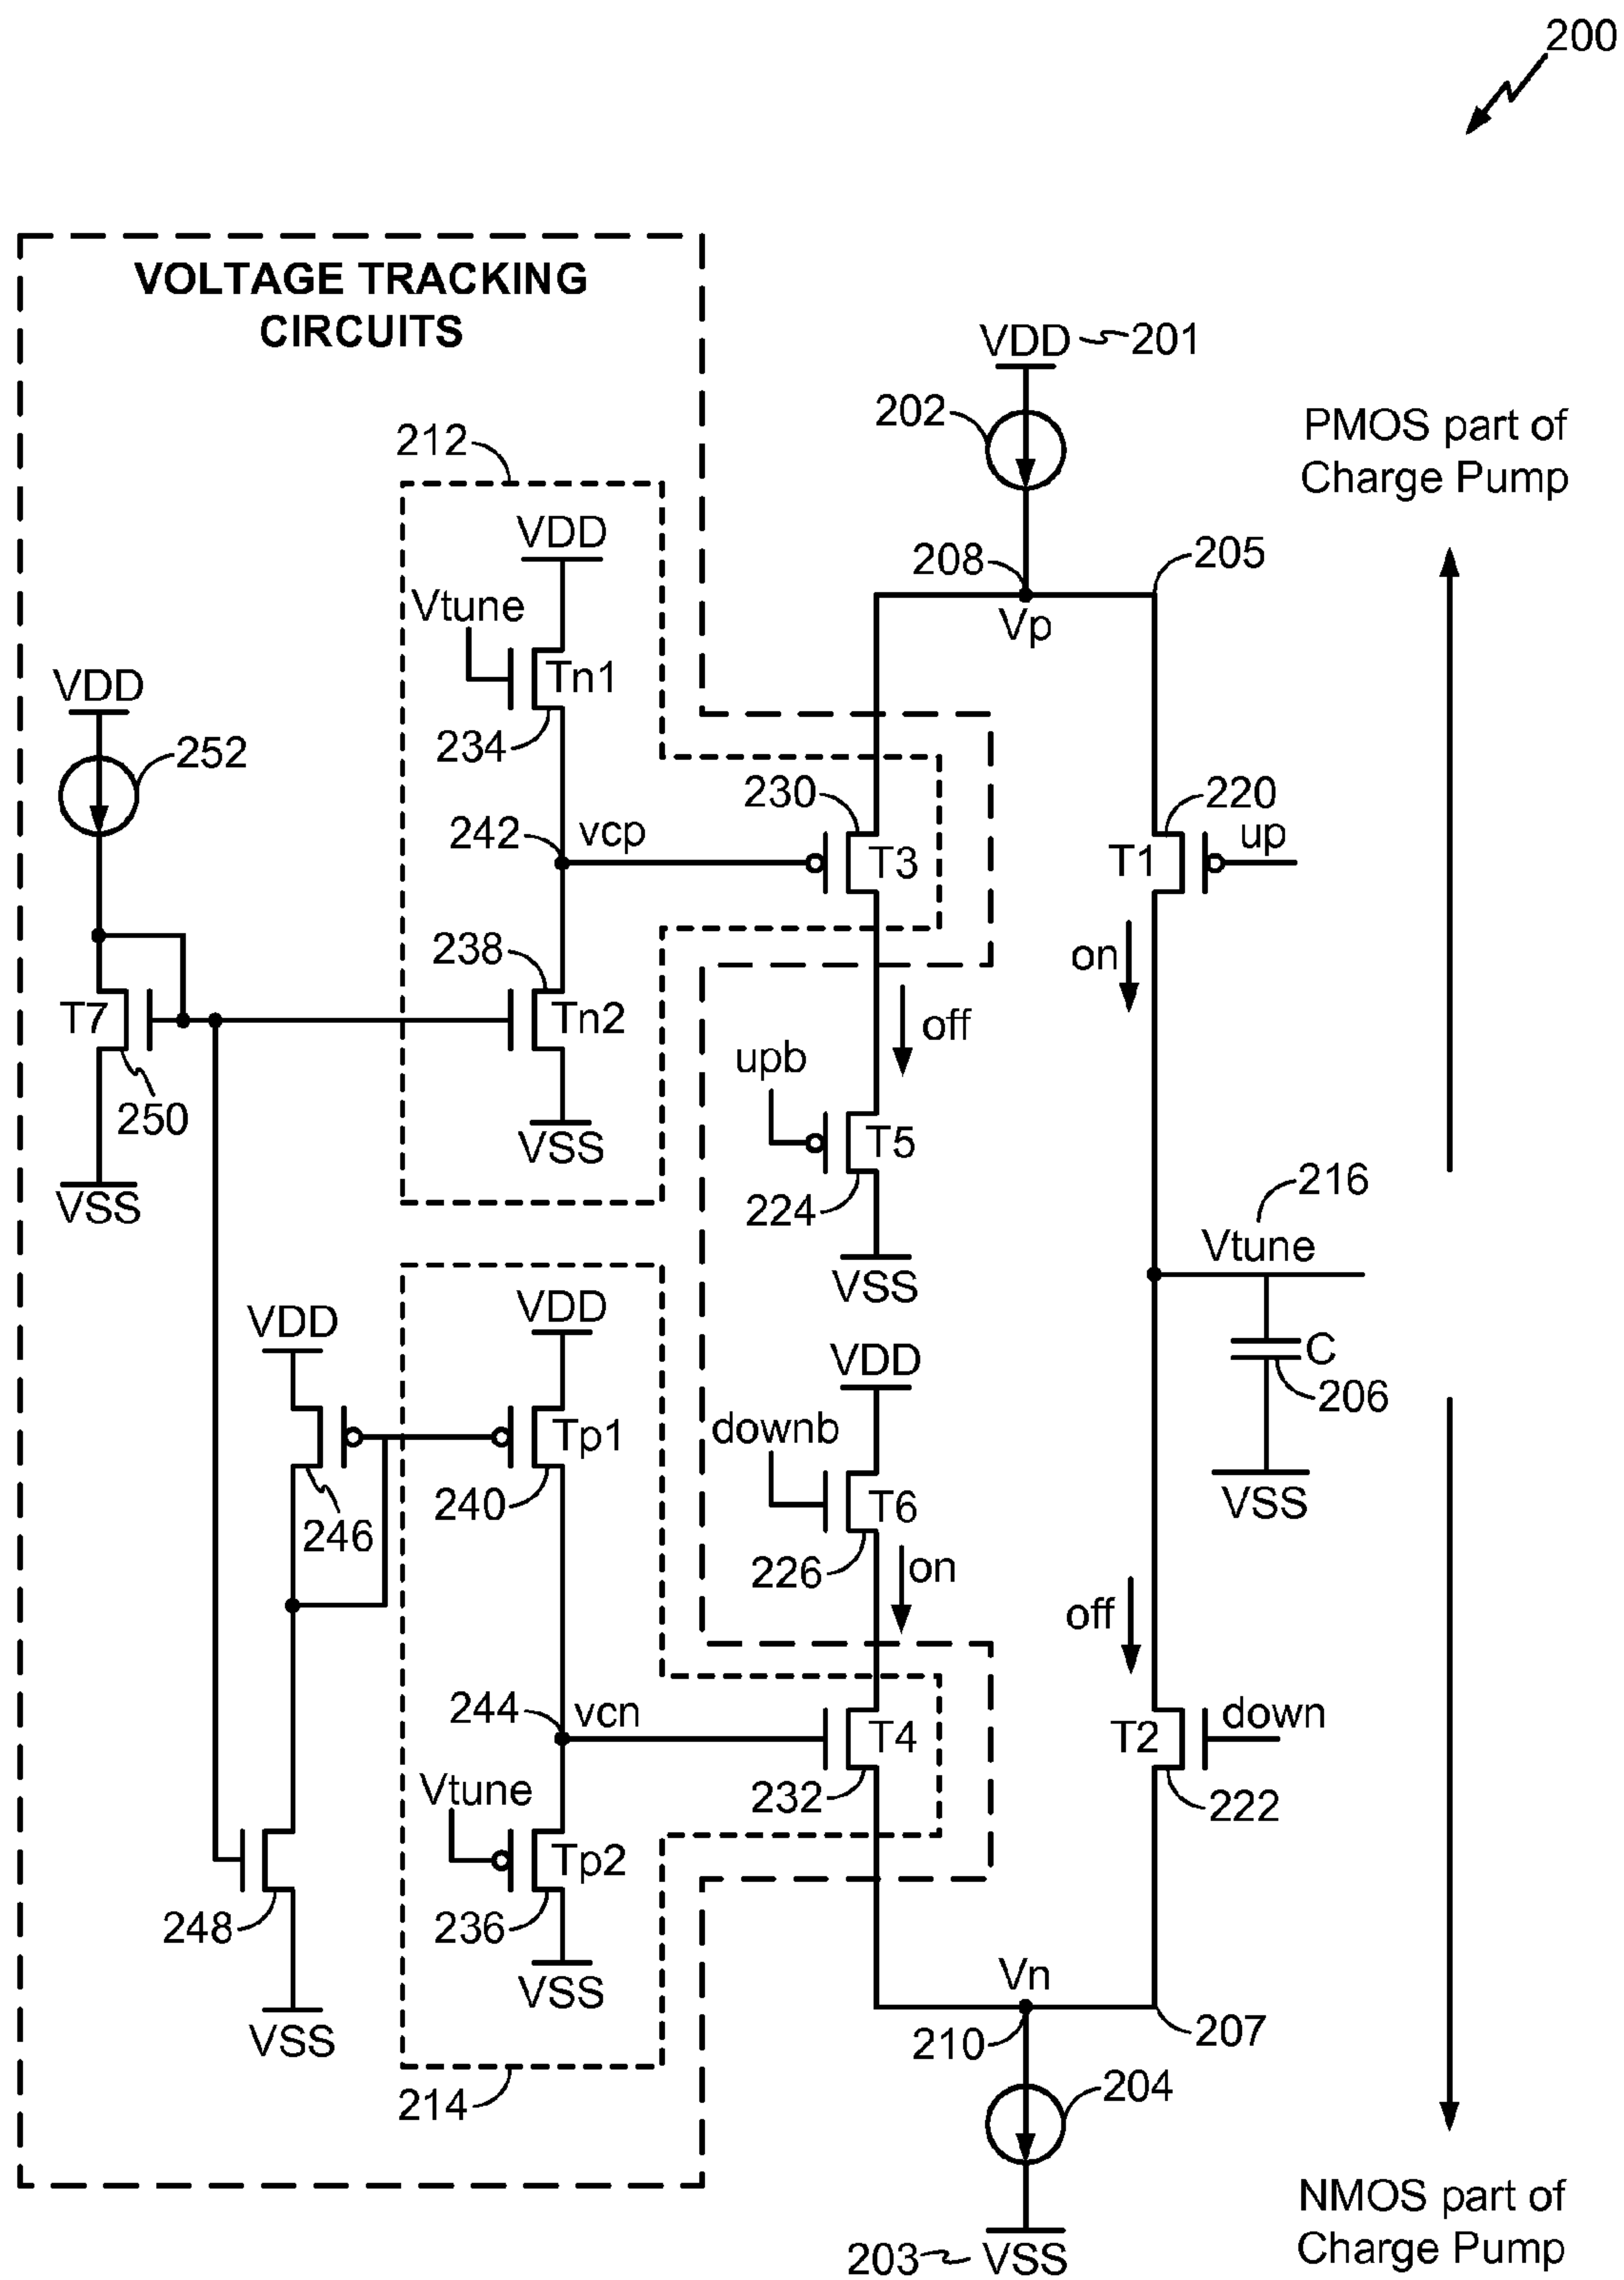 200
VOLTAGE TRACKING
CIRCUITS
VDD 201
202
PMOS part of
Charge Pump
212
VDD
208
205
Vtune
Vp
Tn1
VDD
234
252
230
220
242
vcp
up
T3
T1
238
on
T7
Tn2
off
upb
250
VSS
T5
VSS
224
216
Vtune
VSS
VDD
VDD
C
VDD
206
downb
Tp1
240
T6
VSS
246
226
on
off
244
vcn
T4
T2
down
Vtune
232
222
Tp2
248
236
Vn
VSS
VSS
210
207
214
204
NMOS part of
Charge Pump
203 VSS